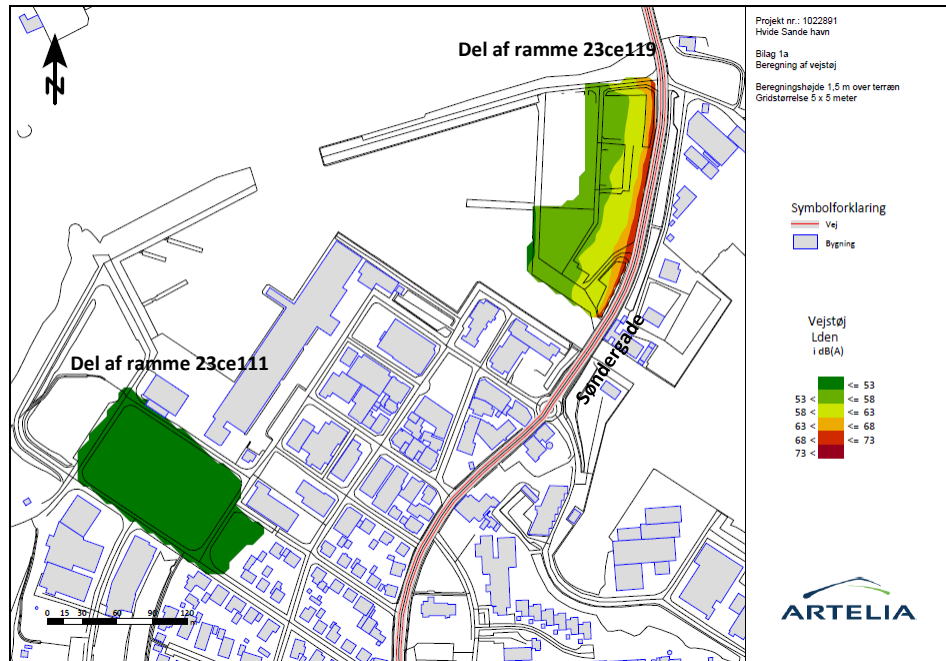 Del af ramme 23ce119
N
Del af ramme 23ce111
Søndergade
0 15 30 60 90 120
m
Projekt nr.: 1022891
Hvide Sande havn
Bilag 1a
Beregning af vejstøj
Beregningshøjde 1,5 m over terræn
Gridstørrelse 5 x 5 meter
Symbolforklaring
Vej
Bygning
Vejstøj
Lden
i dB(A)
<= 53
53 < <= 58
58 < <= 63
63 < <= 68
68 < <= 73
73 <
ARTELIA